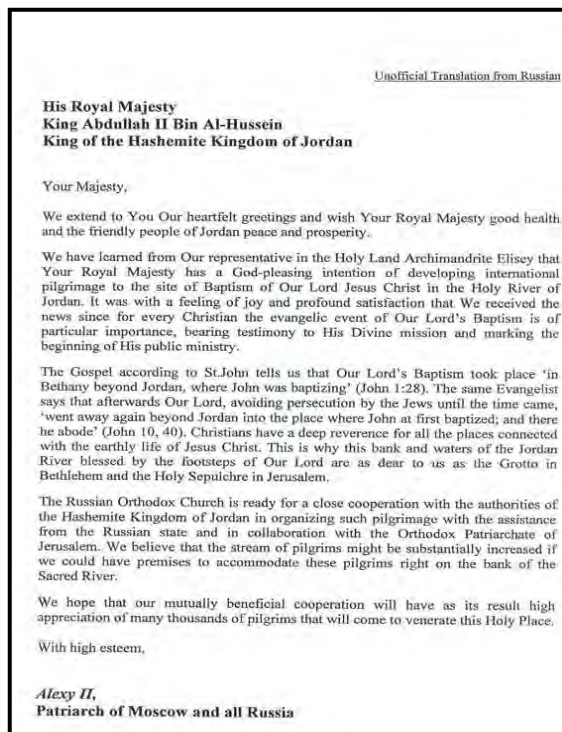 Unofficial Translation from Russian
His Royal Majesty
King Abdullah II Bin Al-Hussein
King of the Hashemite Kingdom of Jordan
Your Majesty,
We extend to You Our heartfelt greetings and wish Your Royal Majesty good health
and the friendly people of Jordan peace and prosperity.
We have learned from Our representative in the Holy Land Archimandrite Elisey that
Your Royal Majesty has a God-pleasing intention of developing international
pilgrimage to the site of Baptism of Our Lord Jesus Christ in the Holy River of
Jordan. It was with a feeling of joy and profound satisfaction that We received the
news since for every Christian the evangelic event of Our Lord's Baptism is of
particular importance, bearing testimony to His Divine mission and marking the
beginning of His public ministry.
The Gospel according to St.John tells us that Our Lord's Baptism took place 'in
Bethany beyond Jordan, where John was baptizing' (John 1:28). The same Evangelist
says that afterwards Our Lord, avoiding persecution by the Jews until the time came,
'went away again beyond Jordan into the place where John at first baptized; and there
he abode' (John 10, 40). Christians have a deep reverence for all the places connected
with the earthly life of Jesus Christ. This is why this bank and waters of the Jordan
River blessed by the footsteps of Our Lord are as dear to us as the Grotto in
Bethlehem and the Holy Sepulchre in Jerusalem.
The Russian Orthodox Church is ready for a close cooperation with the authorities of
the Hashemite Kingdom of Jordan in organizing such pilgrimage with the assistance
from the Russian state and in collaboration with the Orthodox Patriarchate of
Jerusalem. We believe that the stream of pilgrims might be substantially increased if
we could have premises to accommodate these pilgrims right on the bank of the
Sacred River.
We hope that our mutually beneficial cooperation will have as its result high
appreciation of many thousands of pilgrims that will come to venerate this Holy Place.
With high esteem,
Alexy II,
Patriarch of Moscow and all Russia